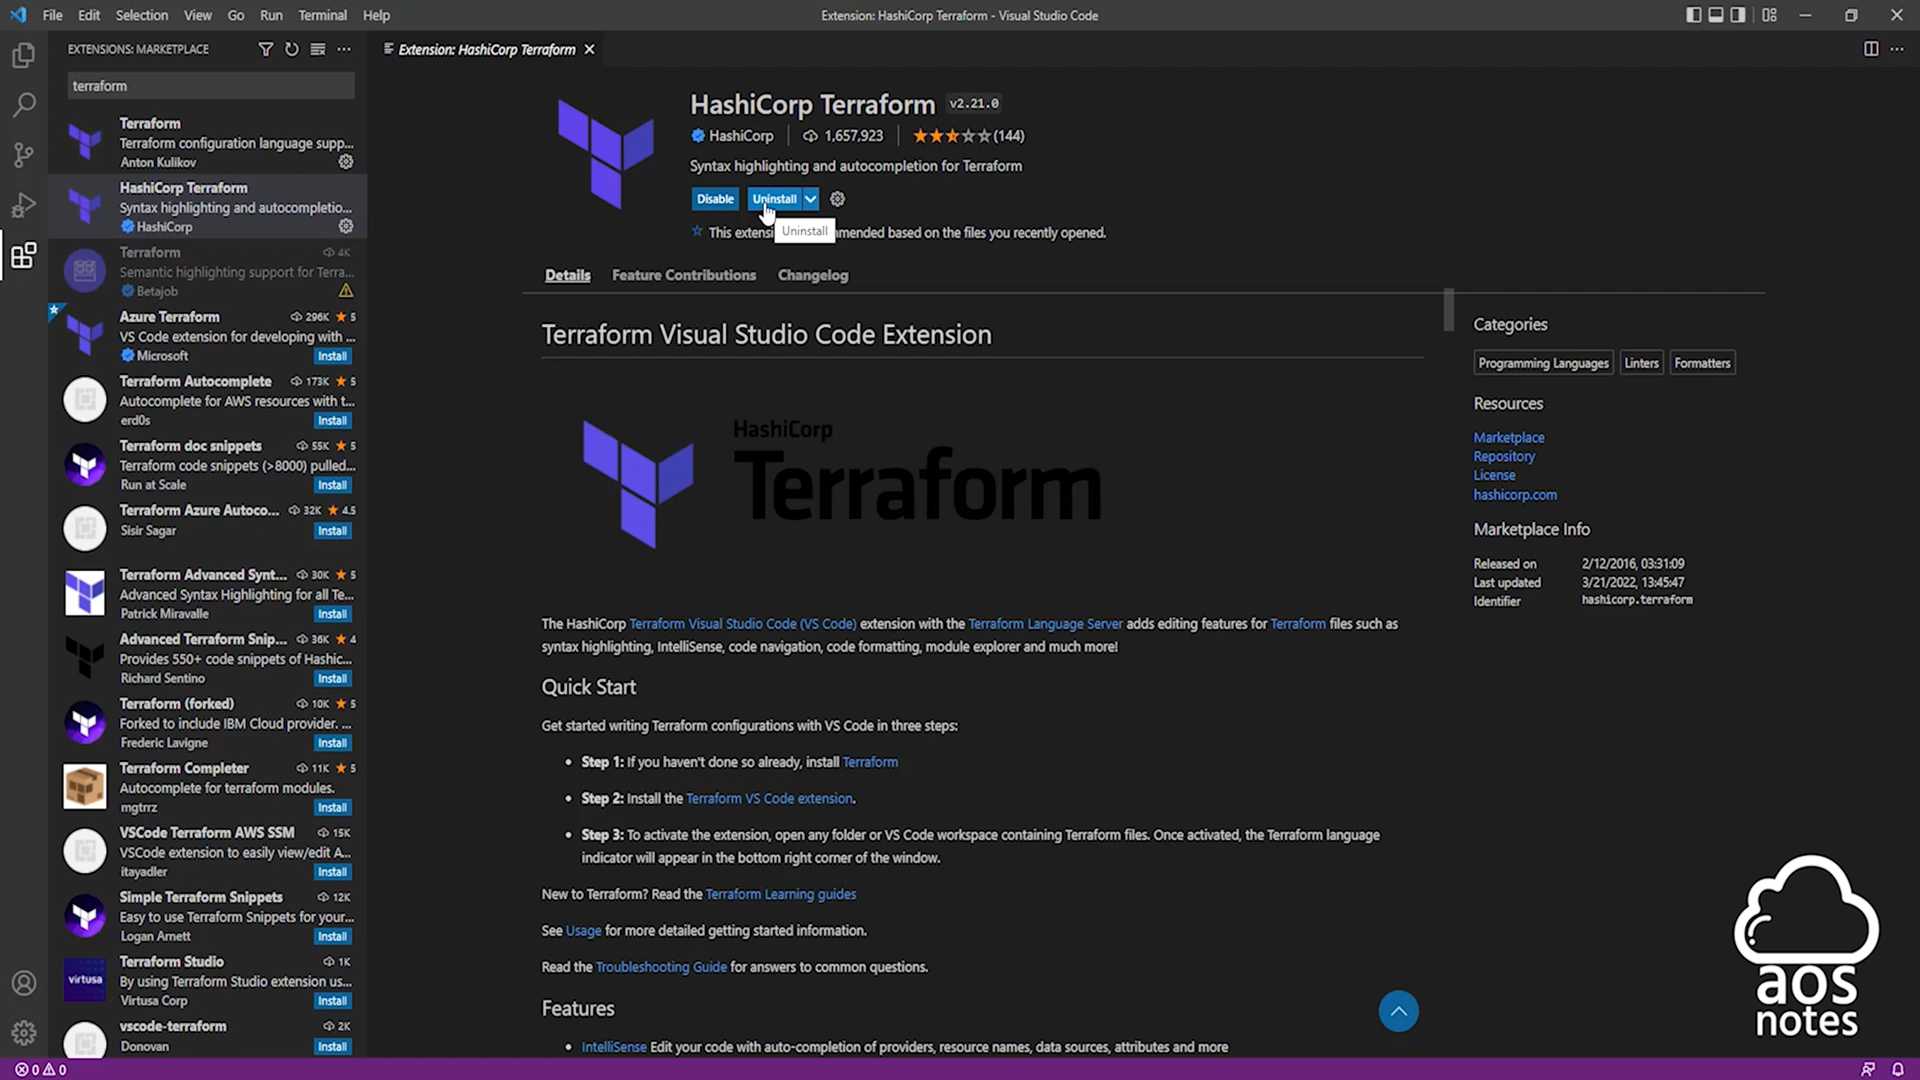 File Edit Selection View Go Run Terminal Help
Extension: HashiCorp Terraform - Visual Studio Code
EXTENSIONS: MARKETPLACE
terraform
Terraform
Terraform configuration language supp...
Anton Kulikov
HashiCorp Terraform
Syntax highlighting and autocompletio...
HashiCorp
Terraform 4K
Semantic highlighting support for Terra...
Betajob
Azure Terraform 296K 5
VS Code extension for developing with ...
Microsoft Install
Terraform Autocomplete 173K 5
Autocomplete for AWS resources with t...
erd0s Install
Terraform doc snippets 55K 5
Terraform code snippets (>8000) pulled...
Run at Scale Install
Terraform Azure Autoco... 32K 4.5
Sisir Sagar Install
Terraform Advanced Synt... 30K 5
Advanced Syntax Highlighting for all Te...
Patrick Miravalle Install
Advanced Terraform Snip... 36K 4
Provides 550+ code snippets of Hashic...
Richard Sentino Install
Terraform (forked) 10K 5
Forked to include IBM Cloud provider. ...
Frederic Lavigne Install
Terraform Completer 11K 5
Autocomplete for terraform modules.
mgtrrz Install
VSCode Terraform AWS SSM 15K
VSCode extension to easily view/edit A...
itayadler Install
Simple Terraform Snippets 12K
Easy to use Terraform Snippets for your...
Logan Arnett Install
virtusa
Terraform Studio 1K
By using Terraform Studio extension us...
Virtusa Corp Install
vscode-terraform 2K
Donovan Install
Extension: HashiCorp Terraform
HashiCorp Terraform v2.21.0
HashiCorp 1,657,923 (144)
Syntax highlighting and autocompletion for Terraform
Disable Uninstall
Uninstall
This extensi mmended based on the files you recently opened.
Details Feature Contributions Changelog
Terraform Visual Studio Code Extension
HashiCorp
Terraform
The HashiCorp Terraform Visual Studio Code (VS Code) extension with the Terraform Language Server adds editing features for Terraform files such as
syntax highlighting, IntelliSense, code navigation, code formatting, module explorer and much more!
Quick Start
Get started writing Terraform configurations with VS Code in three steps:
• Step 1: If you haven't done so already, install Terraform
• Step 2: Install the Terraform VS Code extension.
• Step 3: To activate the extension, open any folder or VS Code workspace containing Terraform files. Once activated, the Terraform language
indicator will appear in the bottom right corner of the window.
New to Terraform? Read the Terraform Learning guides
See Usage for more detailed getting started information.
Read the Troubleshooting Guide for answers to common questions.
Features
• IntelliSense Edit your code with auto-completion of providers, resource names, data sources, attributes and more
Categories
Programming Languages Linters Formatters
Resources
Marketplace
Repository
License
hashicorp.com
Marketplace Info
Released on 2/12/2016, 03:31:09
Last updated 3/21/2022, 13:45:47
Identifier hashicorp.terraform
aos
notes
0 0